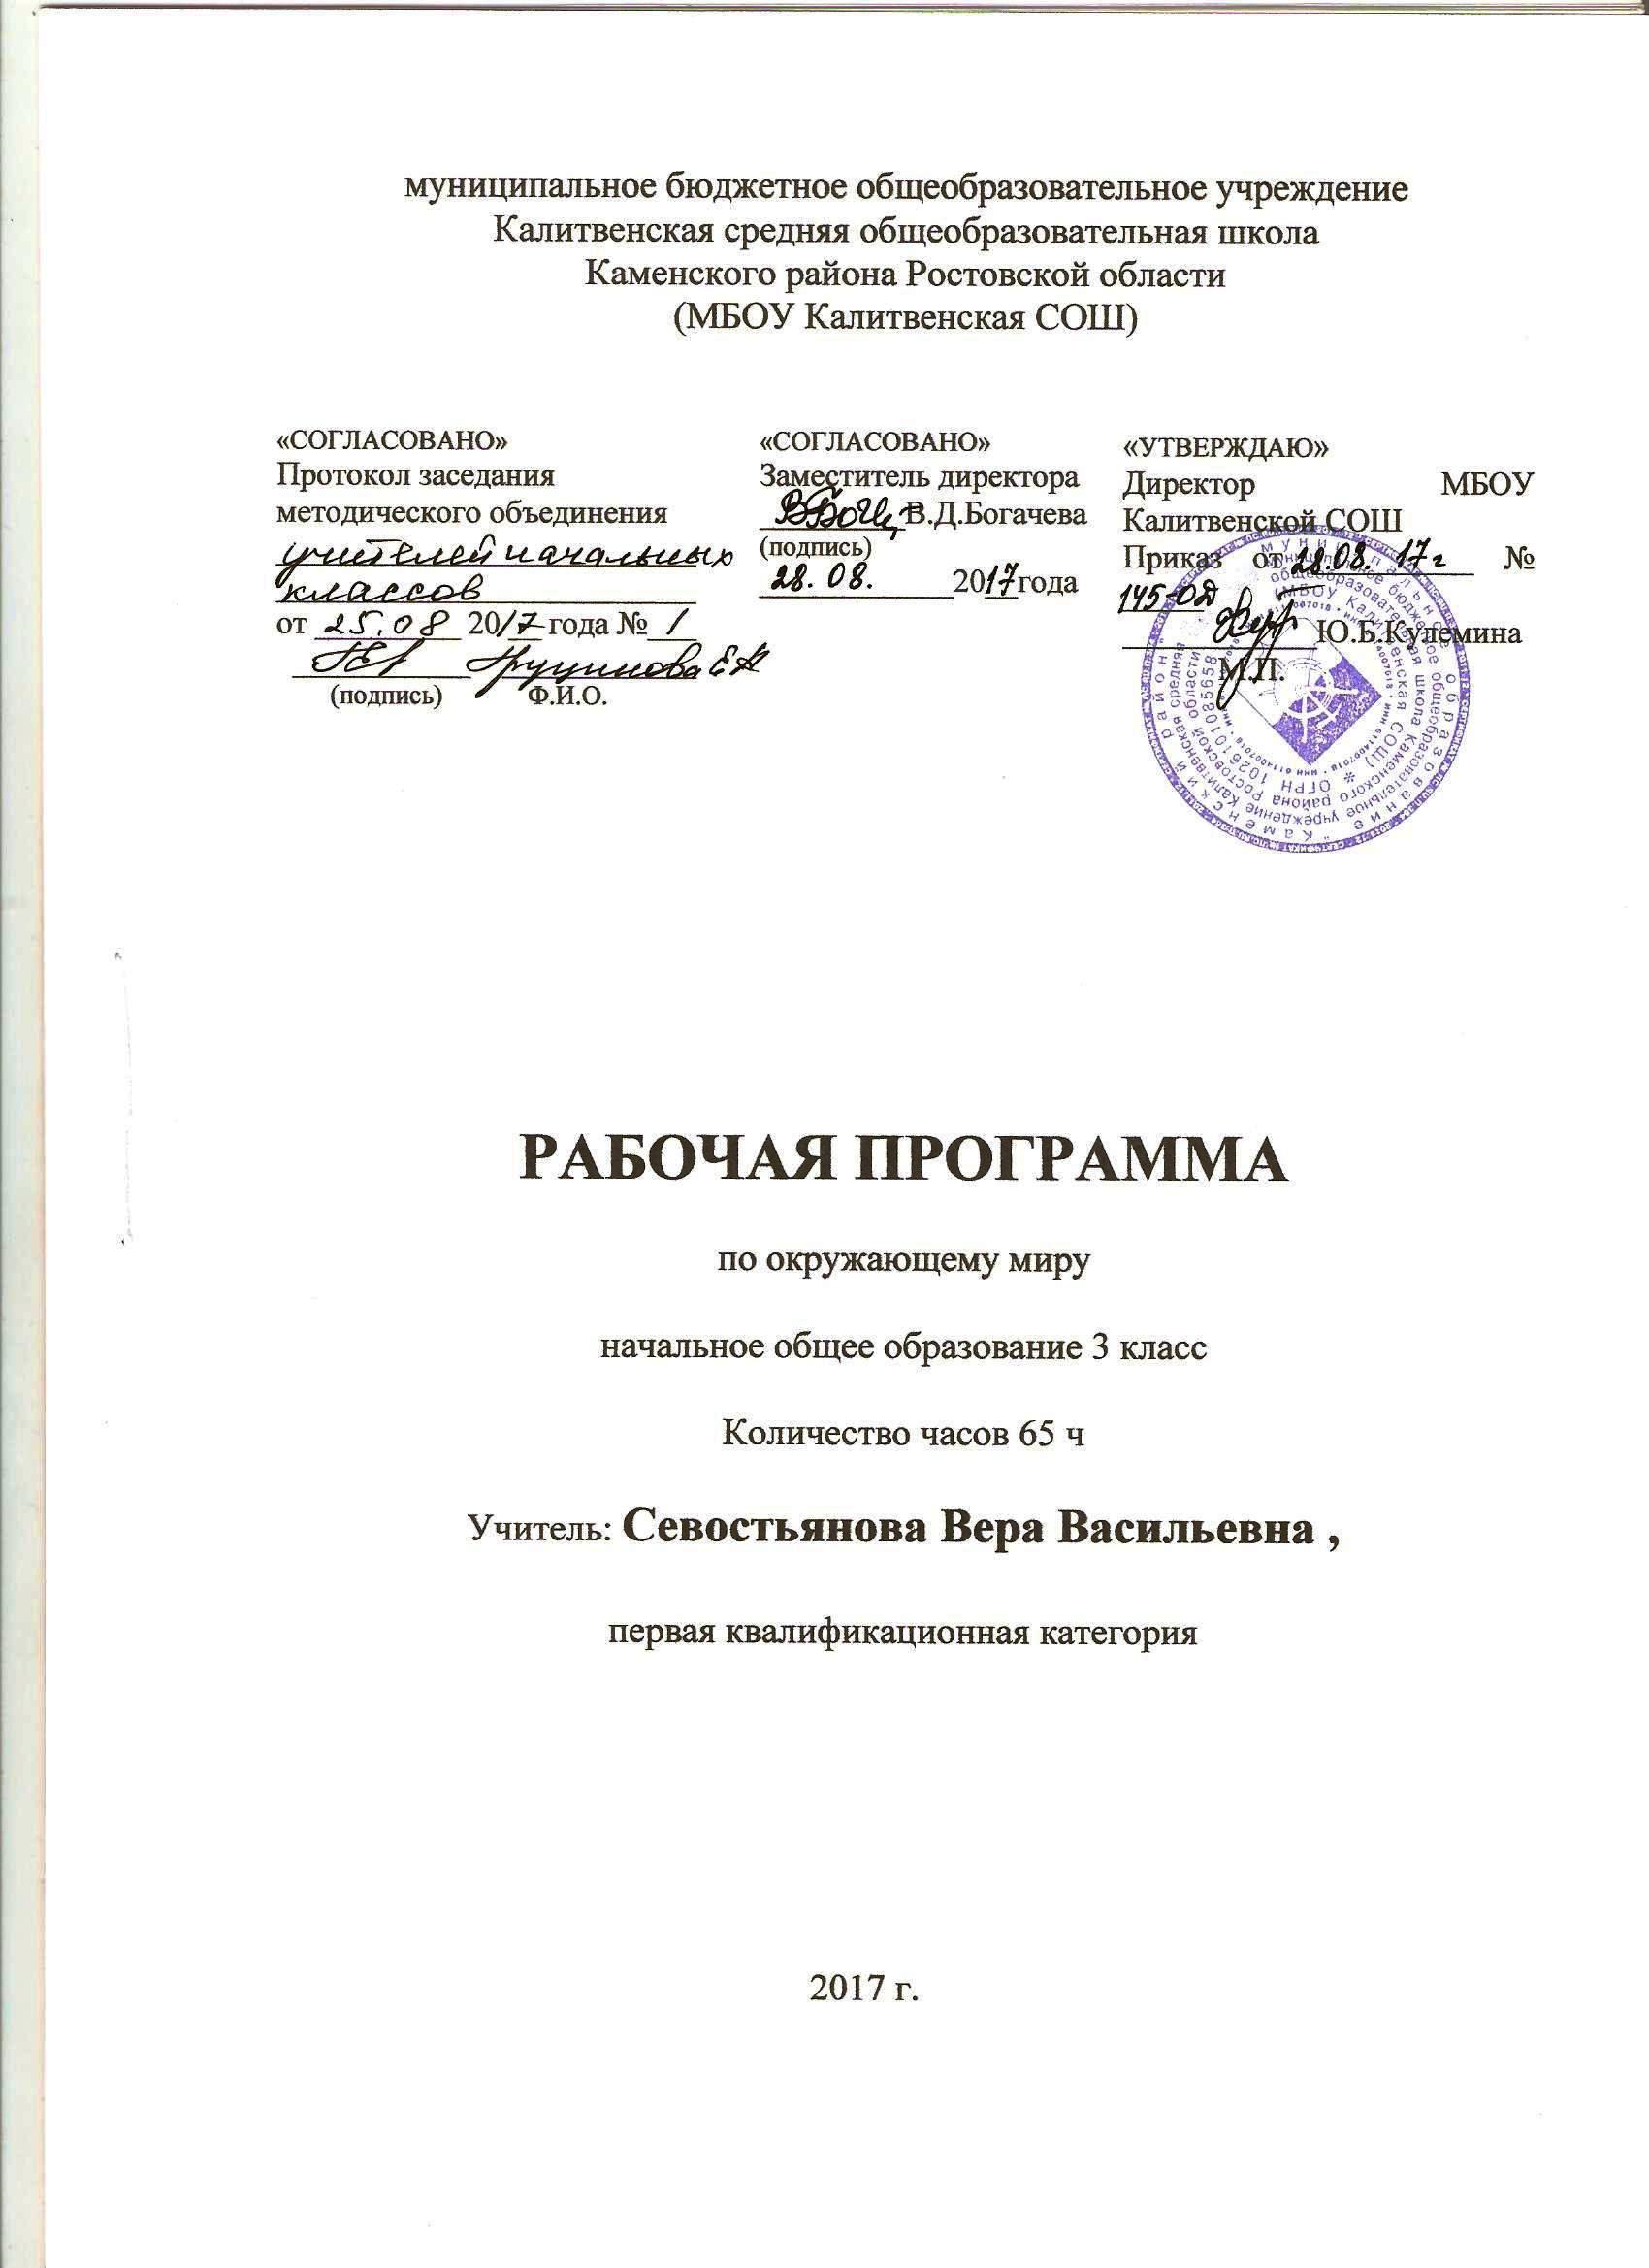 муниципальное бюджетное общеобразовательное учреждение
Калитвенская средняя общеобразовательная школа
Каменского района Ростовской области
(МБОУ Калитвенская СОШ)
«СОГЛАСОВАНО»
Протокол заседания
методического объединения
учителей начальных
классов
от 25.08 2017 года № 1
(подпись) Ф.И.О.
«СОГЛАСОВАНО»
Заместитель директора
В.Д.Богачева
(подпись)
28.08. 2017года
«УТВЕРЖДАЮ»
Директор МБОУ
Калитвенской СОШ
Приказ от 28.08.17г №
145-ОД
Ю.Б.Кулемина
М.П.
РАБОЧАЯ ПРОГРАММА
по окружающему миру
начальное общее образование 3 класс
Количество часов 65 ч
Учитель: Севостьянова Вера Васильевна ,
первая квалификационная категория
2017 г.